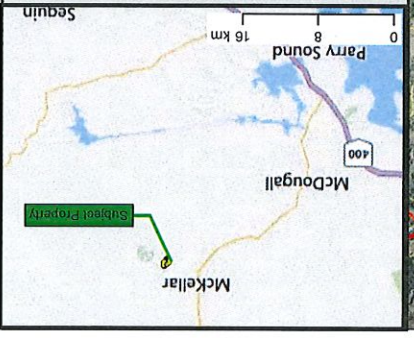 McKellar
Subject Property
McDougall
400
Parry Sound
0 8 16 km
Seguin